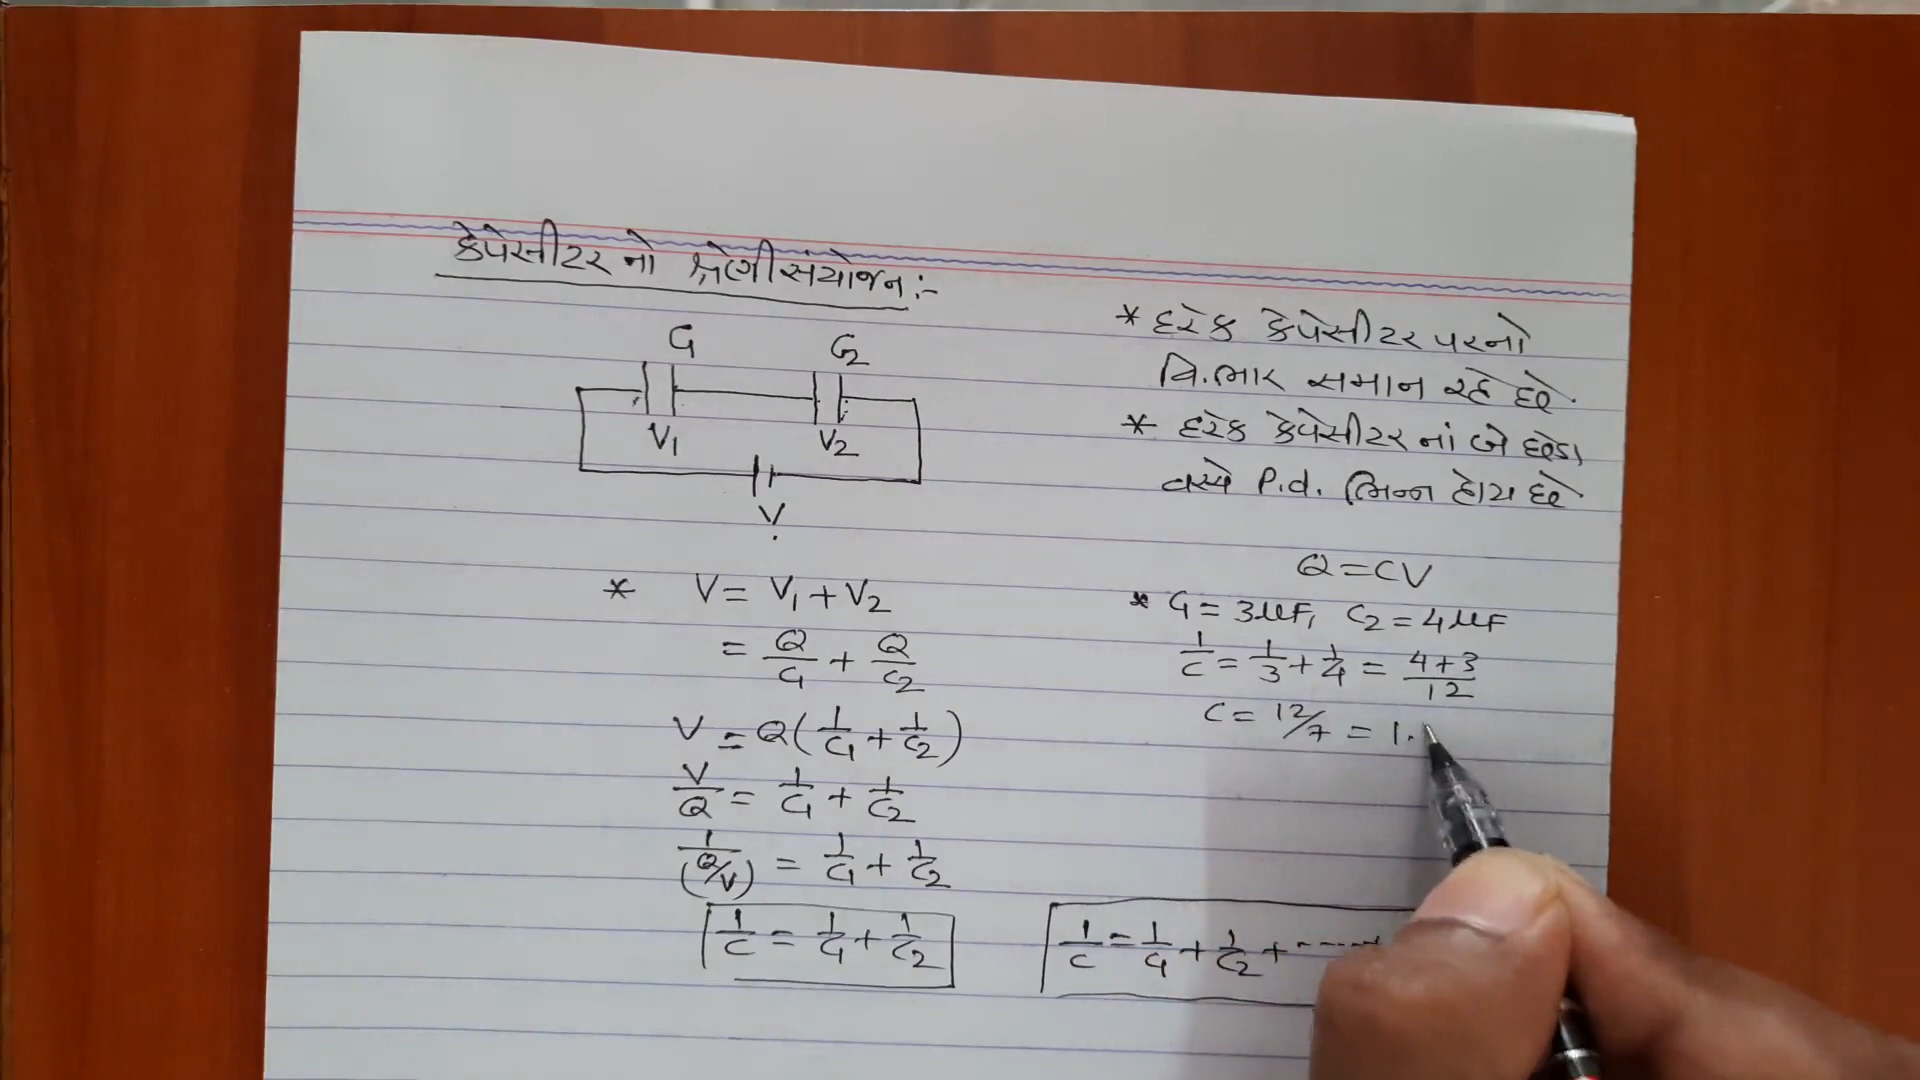 કેપેસીટર નો શ્રેણીસંયોજન :-
C1 C2
V1 V2
V
* V = V1 + V2
= Q/C1 + Q/C2
V = Q(1/C1 + 1/C2)
V/Q = 1/C1 + 1/C2
1/(Q/V) = 1/C1 + 1/C2
1/C = 1/C1 + 1/C2
* દરેક કેપેસીટર પરનો
વિ.ભાર સમાન રહે છે.
* દરેક કેપેસીટર નાં બે છેડા
વચ્ચે P.d. ભિન્ન હોય છે
Q = CV
* C1 = 3μF, C2 = 4μF
1/C = 1/3 + 1/4 = 4+3/12
C = 12/7 = 1.
1/C = 1/C1 + 1/C2 + -----